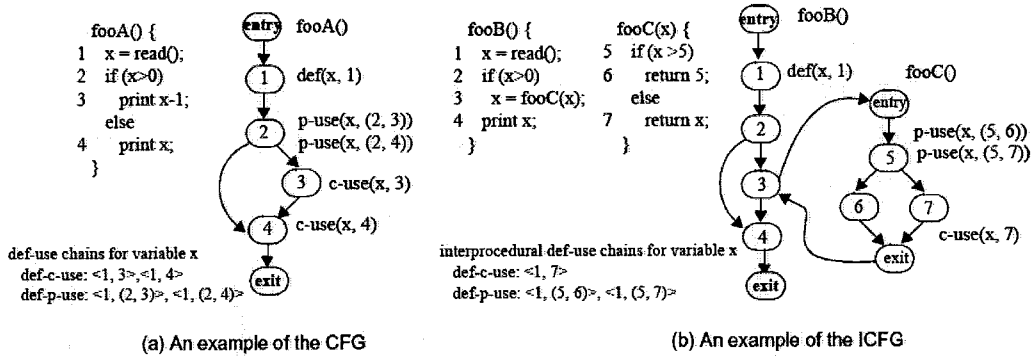 fooA() {
1 x = read();
2 if (x>0)
3 print x-1;
else
4 print x;
}
entry
fooA()
1
def(x, 1)
2
p-use(x, (2, 3))
p-use(x, (2, 4))
3
c-use(x, 3)
4
c-use(x, 4)
exit
def-use chains for variable x
def-c-use: <1, 3>,<1, 4>
def-p-use: <1, (2, 3)>, <1, (2, 4)>
(a) An example of the CFG
fooB() {
1 x = read();
2 if (x>0)
3 x = fooC(x);
4 print x;
}
fooC(x) {
5 if (x >5)
6 return 5;
else
7 return x;
}
entry
fooB()
1
def(x, 1)
2
3
4
exit
fooC()
entry
p-use(x, (5, 6))
p-use(x, (5, 7))
5
6
7
c-use(x, 7)
exit
interprocedural def-use chains for variable x
def-c-use: <1, 7>
def-p-use: <1, (5, 6)>, <1, (5, 7)>
(b) An example of the ICFG